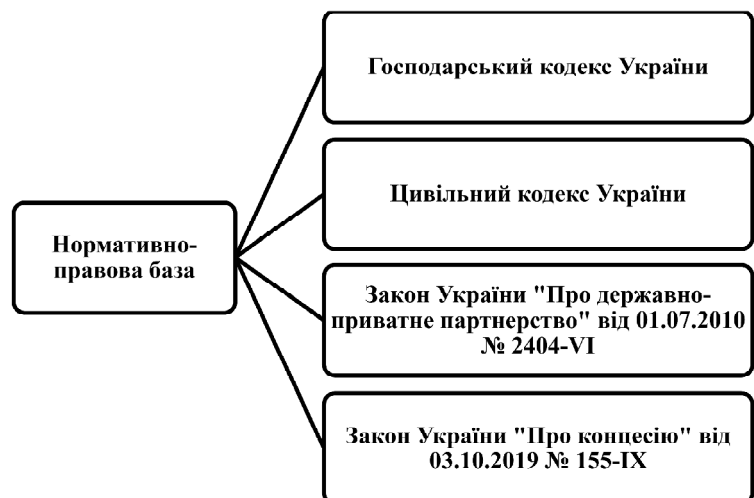 Господарський кодекс України
Цивільний кодекс України
Нормативно-
правова база
Закон України "Про державно-
приватне партнерство" від 01.07.2010
№ 2404-VI
Закон України "Про концесію" від
03.10.2019 № 155-IX